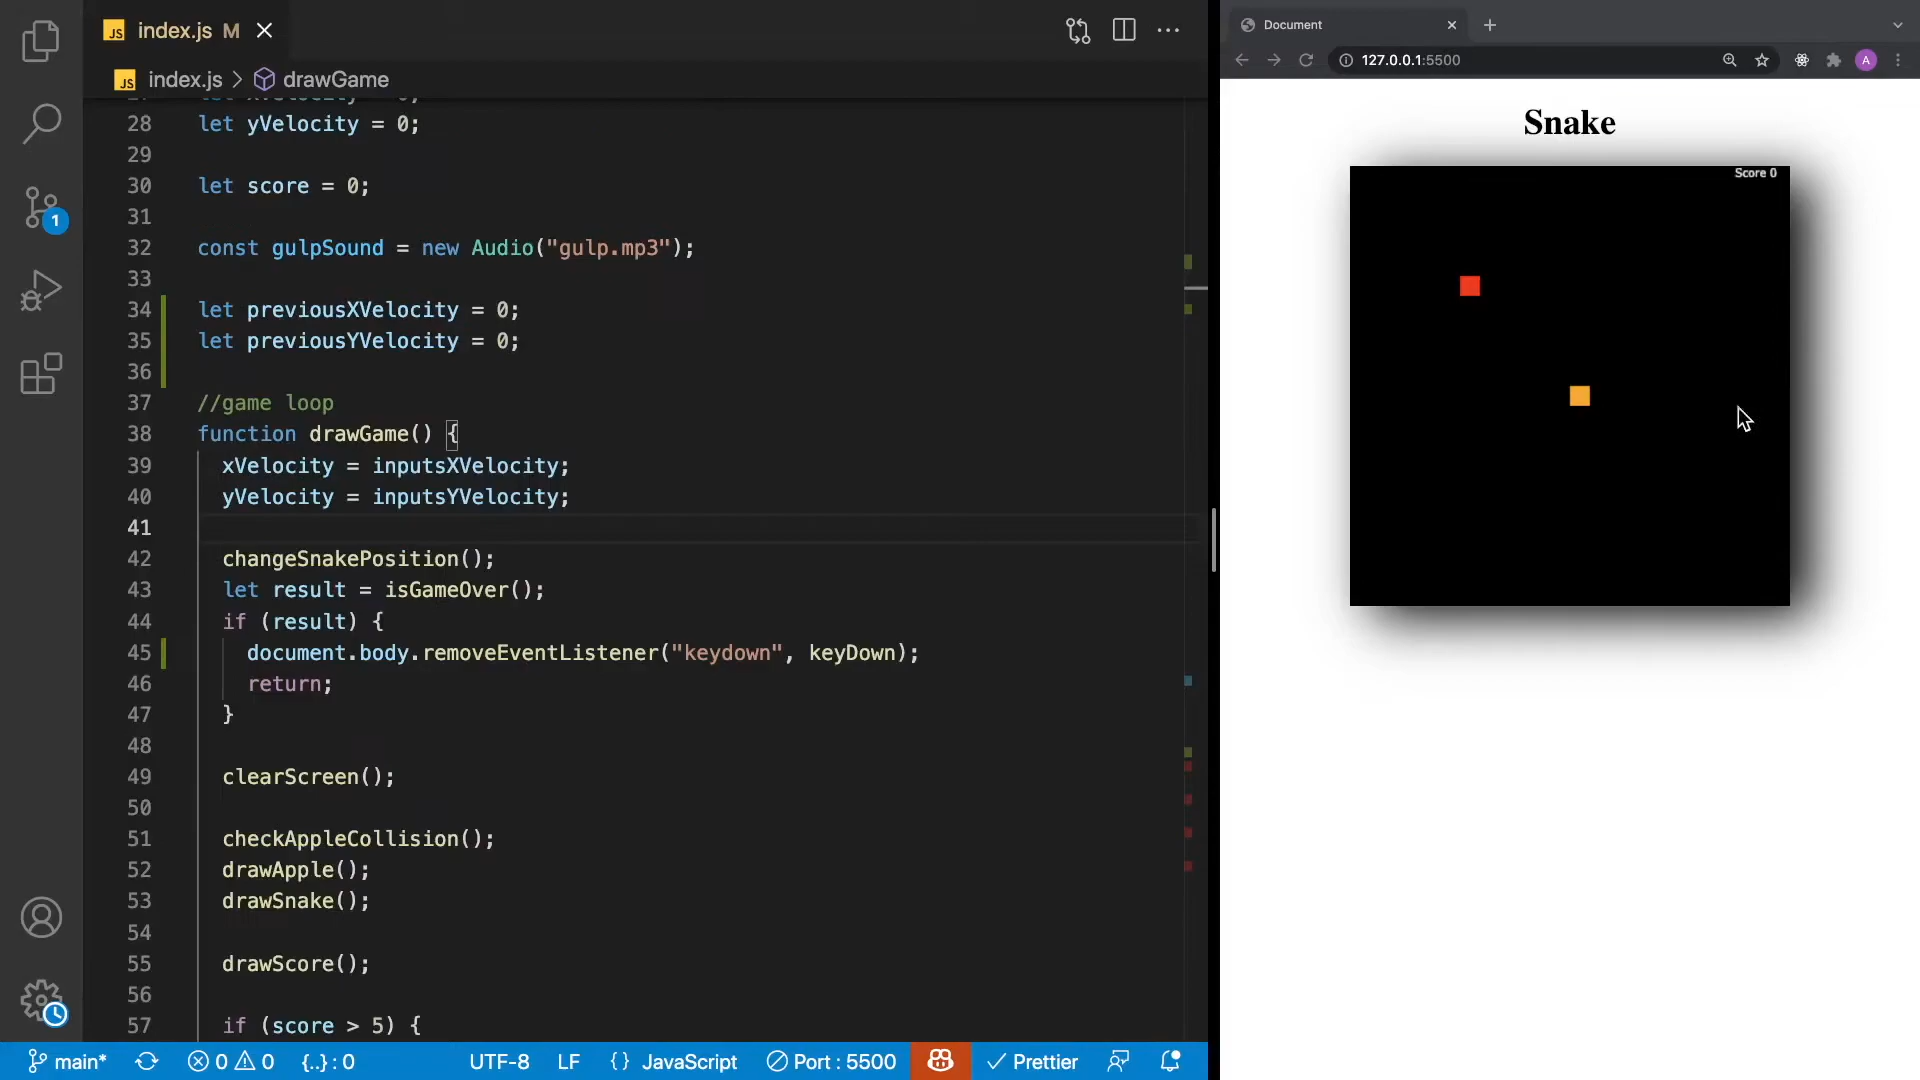 JS index.js M
JS index.js > drawGame
28 let yVelocity = 0;
29
30 let score = 0;
31
32 const gulpSound = new Audio("gulp.mp3");
33
34 let previousXVelocity = 0;
35 let previousYVelocity = 0;
36
37 //game loop
38 function drawGame() {
39 xVelocity = inputsXVelocity;
40 yVelocity = inputsYVelocity;
41
42 changeSnakePosition();
43 let result = isGameOver();
44 if (result) {
45 document.body.removeEventListener("keydown", keyDown);
46 return;
47 }
48
49 clearScreen();
50
51 checkAppleCollision();
52 drawApple();
53 drawSnake();
54
55 drawScore();
56
57 if (score > 5) {
1
main* 0 0 {..} : 0 UTF-8 LF {} JavaScript Port : 5500 Prettier
Document
127.0.0.1:5500 A
Snake
Score 0